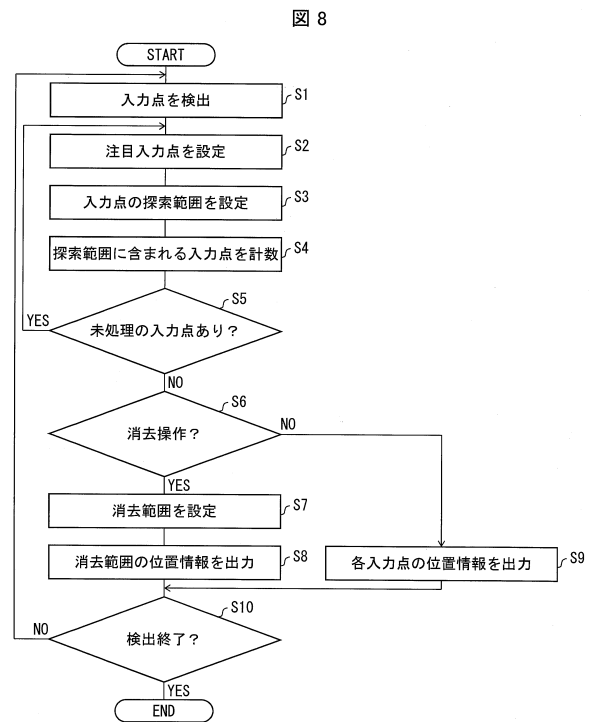 図 8
START
入力点を検出
S1
注目入力点を設定
S2
入力点の探索範囲を設定
S3
探索範囲に含まれる入力点を計数
S4
S5
YES
未処理の入力点あり?
NO
S6
消去操作?
NO
YES
消去範囲を設定
S7
消去範囲の位置情報を出力
S8
各入力点の位置情報を出力
S9
S10
NO
検出終了?
YES
END